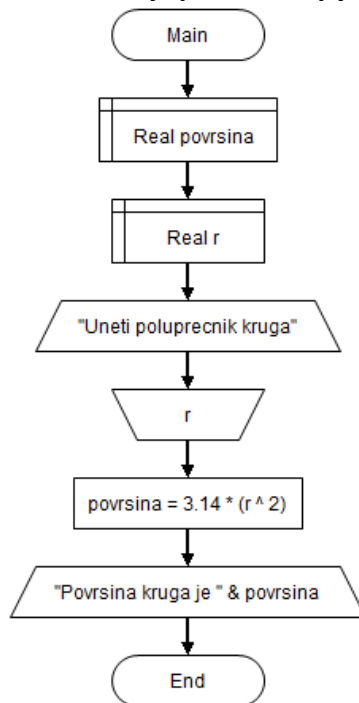 Main
Real povrsina
Real r
"Uneti poluprecnik kruga"
r
povrsina = 3.14 * (r ^ 2)
"Povrsina kruga je " & povrsina
End